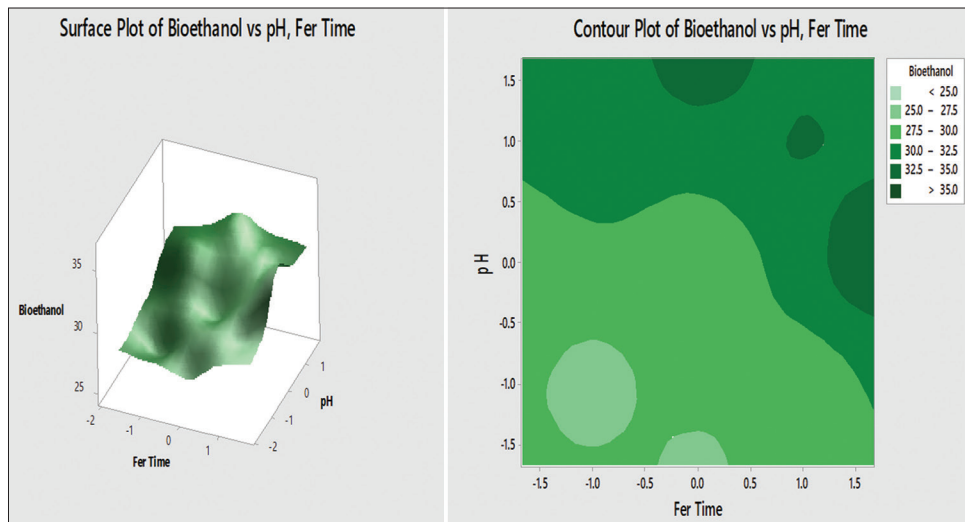 Surface Plot of Bioethanol vs pH, Fer Time
35
Bioethanol
30
25
-2
-1
0
1
Fer Time
-2
-1
0
1
pH
Contour Plot of Bioethanol vs pH, Fer Time
1.5
1.0
0.5
0.0
-0.5
-1.0
-1.5
p H
-1.5 -1.0 -0.5 0.0 0.5 1.0 1.5
Fer Time
Bioethanol
< 25.0
25.0 – 27.5
27.5 – 30.0
30.0 – 32.5
32.5 – 35.0
> 35.0